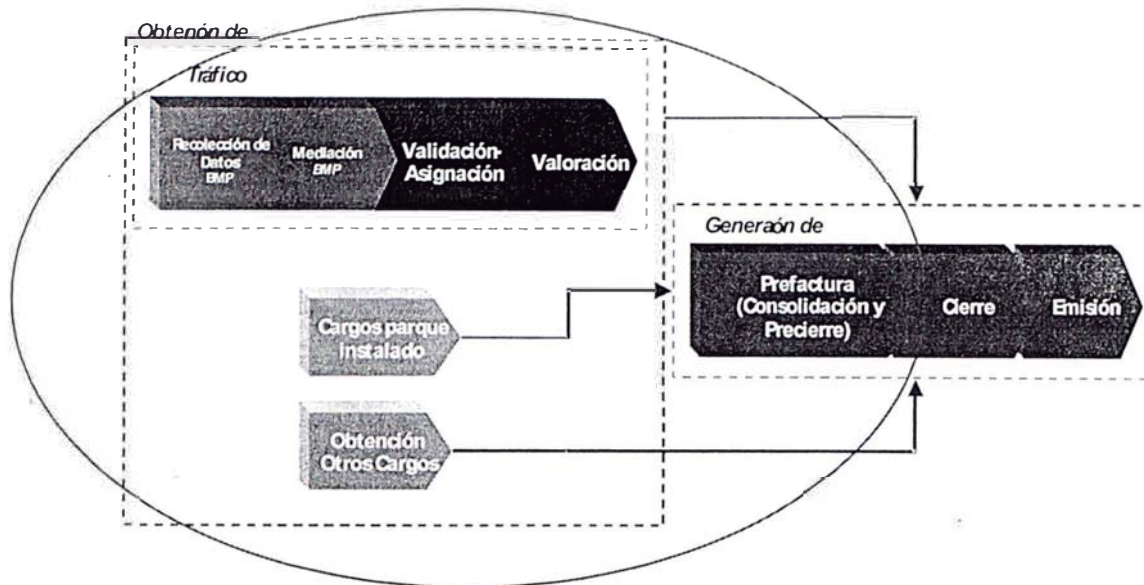 Obtenón de
Tráfico
Recolección de
Datos
BMP
Mediación
BMP
Validación-
Asignación
Valoración
Generaón de
Prefactura
(Consolidación y
Precierre)
Cierre
Emisión
Cargos parque
instalado
Obtención
Otros Cargos